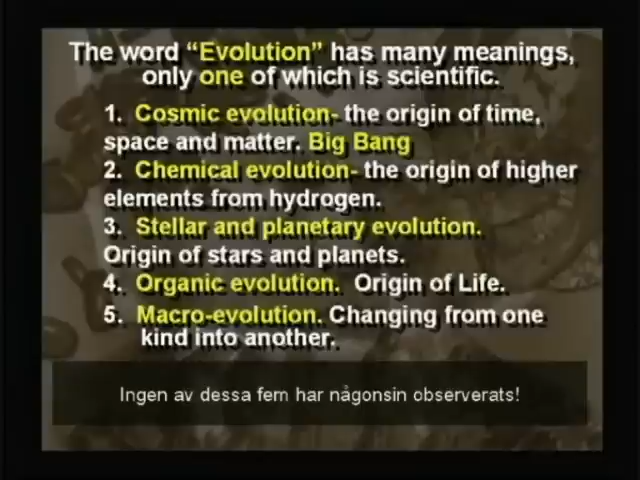 The word “Evolution” has many meanings,
only one of which is scientific.
1. Cosmic evolution- the origin of time,
space and matter. Big Bang
2. Chemical evolution- the origin of higher
elements from hydrogen.
3. Stellar and planetary evolution.
Origin of stars and planets.
4. Organic evolution. Origin of Life.
5. Macro-evolution. Changing from one
kind into another.
Ingen av dessa fem har någonsin observerats!